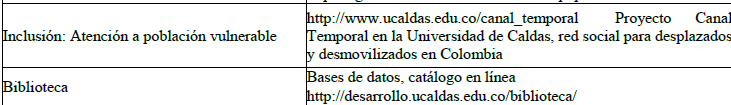 http://www.ucaldas.edu.co/canal_temporal Proyecto Canal
Inclusión: Atención a población vulnerable
Temporal en la Universidad de Caldas, red social para desplazados
y desmovilizados en Colombia
Biblioteca
Bases de datos, catálogo en línea
http://desarrollo.ucaldas.edu.co/biblioteca/